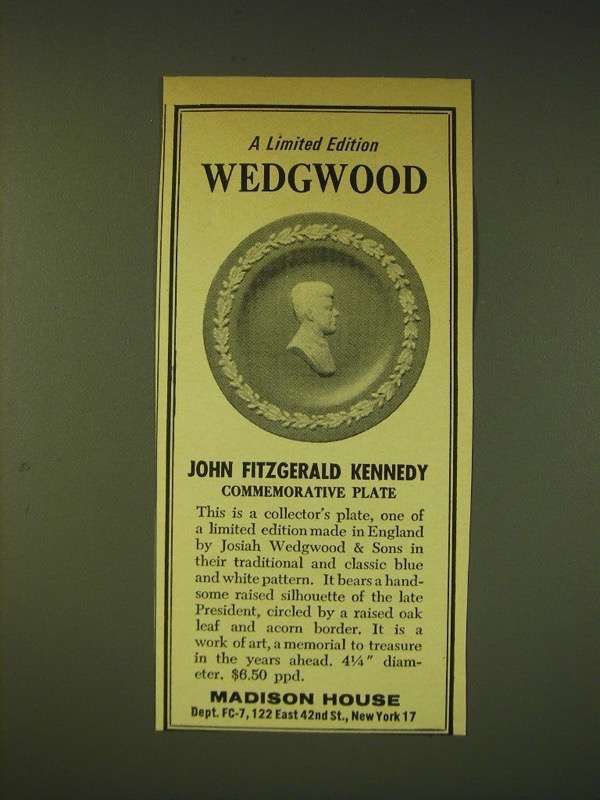 A Limited Edition
WEDGWOOD
JOHN FITZGERALD KENNEDY
COMMEMORATIVE PLATE
This is a collector's plate, one of
a limited edition made in England
by Josiah Wedgwood & Sons in
their traditional and classic blue
and white pattern. It bears a hand-
some raised silhouette of the late
President, circled by a raised oak
leaf and acorn border. It is a
work of art, a memorial to treasure
in the years ahead. 4¼" diam-
eter. $6.50 ppd.
MADISON HOUSE
Dept. FC-7, 122 East 42nd St., New York 17